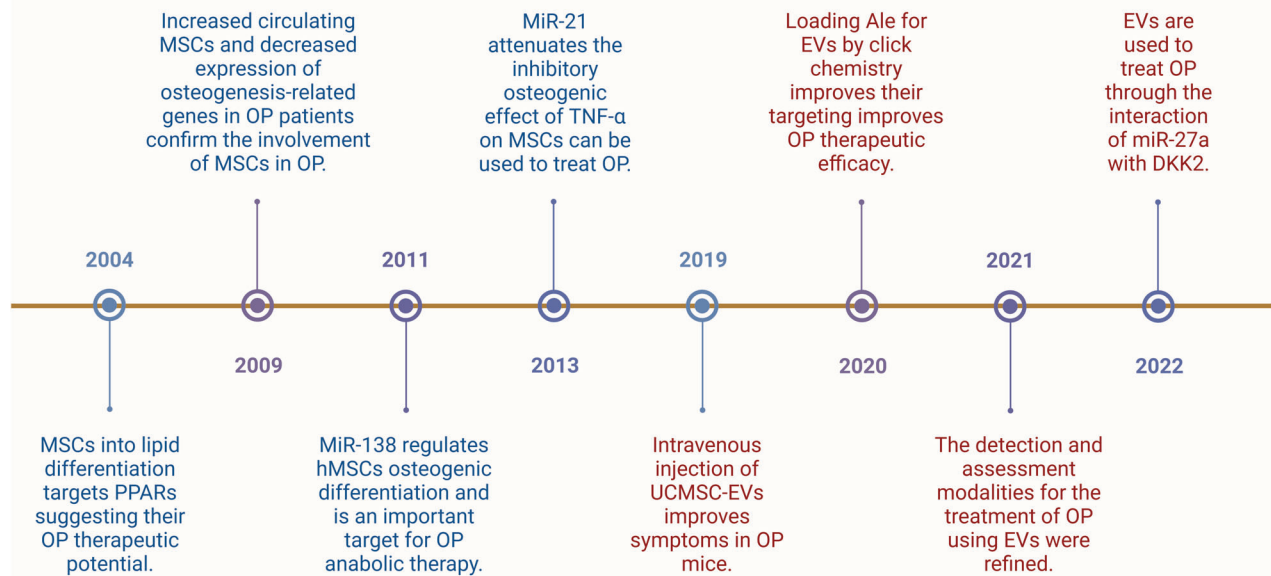 Increased circulating
MSCs and decreased
expression of
osteogenesis-related
genes in OP patients
confirm the involvement
of MSCs in OP.
MiR-21
attenuates the
inhibitory
osteogenic
effect of TNF-α
on MSCs can be
used to treat OP.
Loading Ale for
EVs by click
chemistry
improves their
targeting improves
OP therapeutic
efficacy.
EVs are
used to
treat OP
through the
interaction
of miR-27a
with DKK2.
2004
2011
2019
2021
2009
2013
2020
2022
MSCs into lipid
differentiation
targets PPARs
suggesting their
OP therapeutic
potential.
MiR-138 regulates
hMSCs osteogenic
differentiation and
is an important
target for OP
anabolic therapy.
Intravenous
injection of
UCMSC-EVs
improves
symptoms in OP
mice.
The detection and
assessment
modalities for the
treatment of OP
using EVs were
refined.